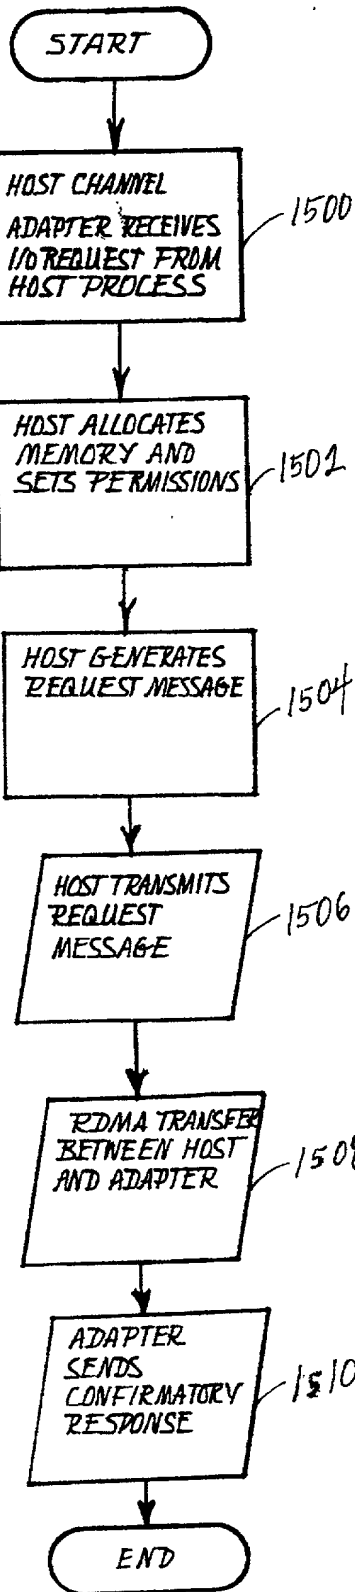 START
HOST CHANNEL
ADAPTER RECEIVES
I/O REQUEST FROM
HOST PROCESS
1500
HOST ALLOCATES
MEMORY AND
SETS PERMISSIONS
1502
HOST GENERATES
REQUEST MESSAGE
1504
HOST TRANSMITS
REQUEST
MESSAGE
1506
RDMA TRANSFER
BETWEEN HOST
AND ADAPTER
1508
ADAPTER
SENDS
CONFIRMATORY
RESPONSE
1510
END